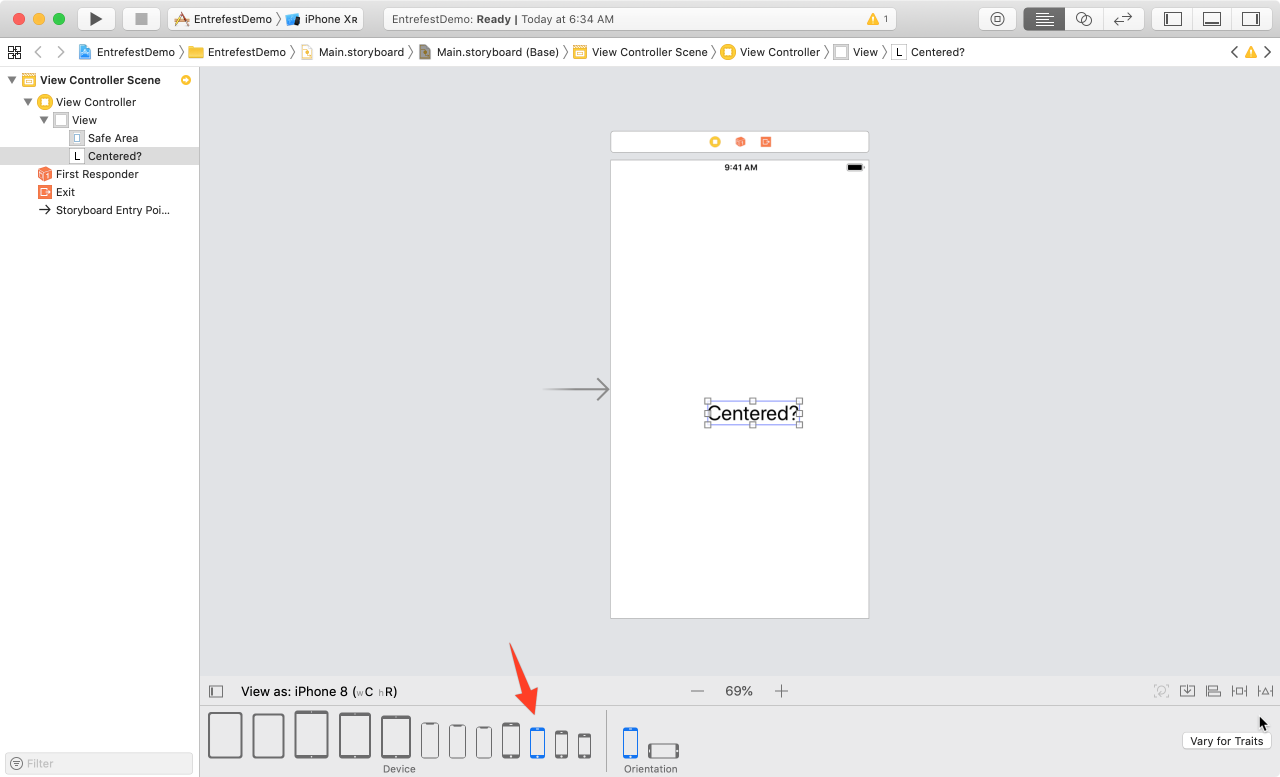 EntrefestDemo iPhone XR
EntrefestDemo: Ready | Today at 6:34 AM 1
EntrefestDemo EntrefestDemo Main.storyboard Main.storyboard (Base) View Controller Scene View Controller View L Centered?
View Controller Scene
View Controller
View
Safe Area
L Centered?
First Responder
Exit
Storyboard Entry Poi...
9:41 AM
Centered?
View as: iPhone 8 (wC hR)
69%
Vary for Traits
Device
Orientation
Filter